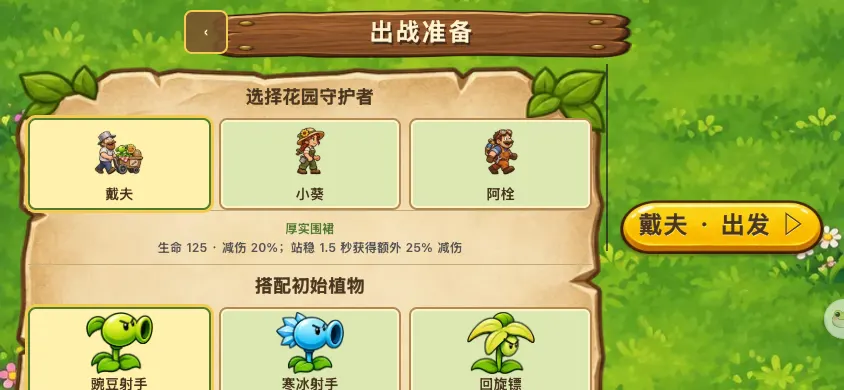 ‹
出战准备
选择花园守护者
戴夫
小葵
阿栓
厚实围裙
生命 125 · 减伤 20%；站稳 1.5 秒获得额外 25% 减伤
戴夫 · 出发 ▷
搭配初始植物
豌豆射手
寒冰射手
回旋镖